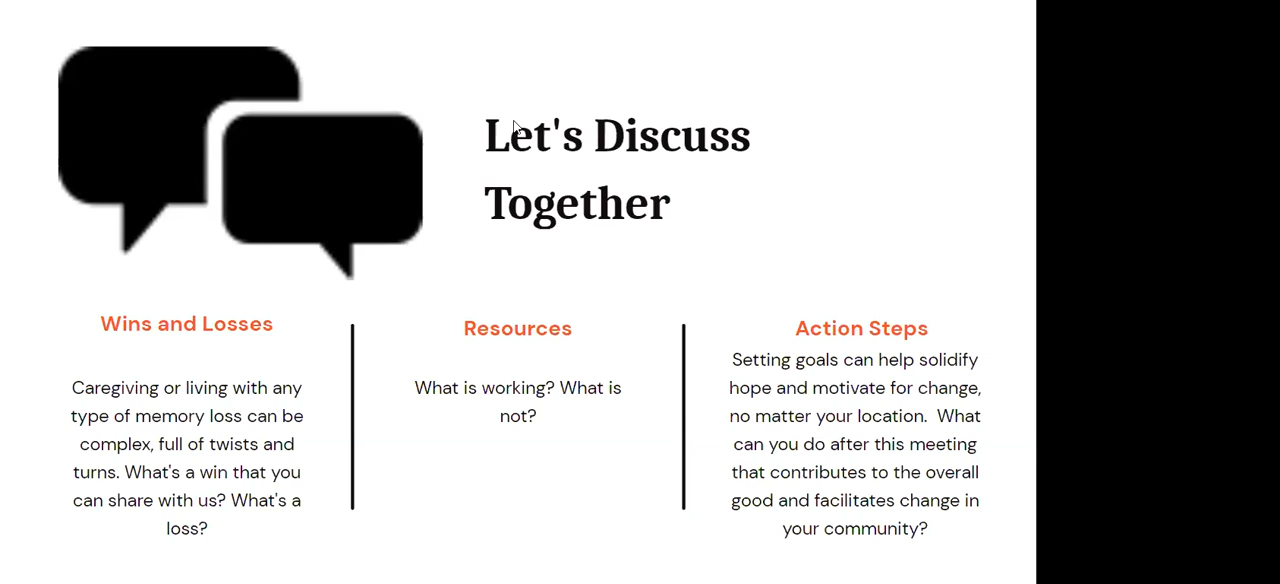 Let's Discuss
Together
Wins and Losses
Caregiving or living with any
type of memory loss can be
complex, full of twists and
turns. What's a win that you
can share with us? What's a
loss?
Resources
What is working? What is
not?
Action Steps
Setting goals can help solidify
hope and motivate for change,
no matter your location.  What
can you do after this meeting
that contributes to the overall
good and facilitates change in
your community?